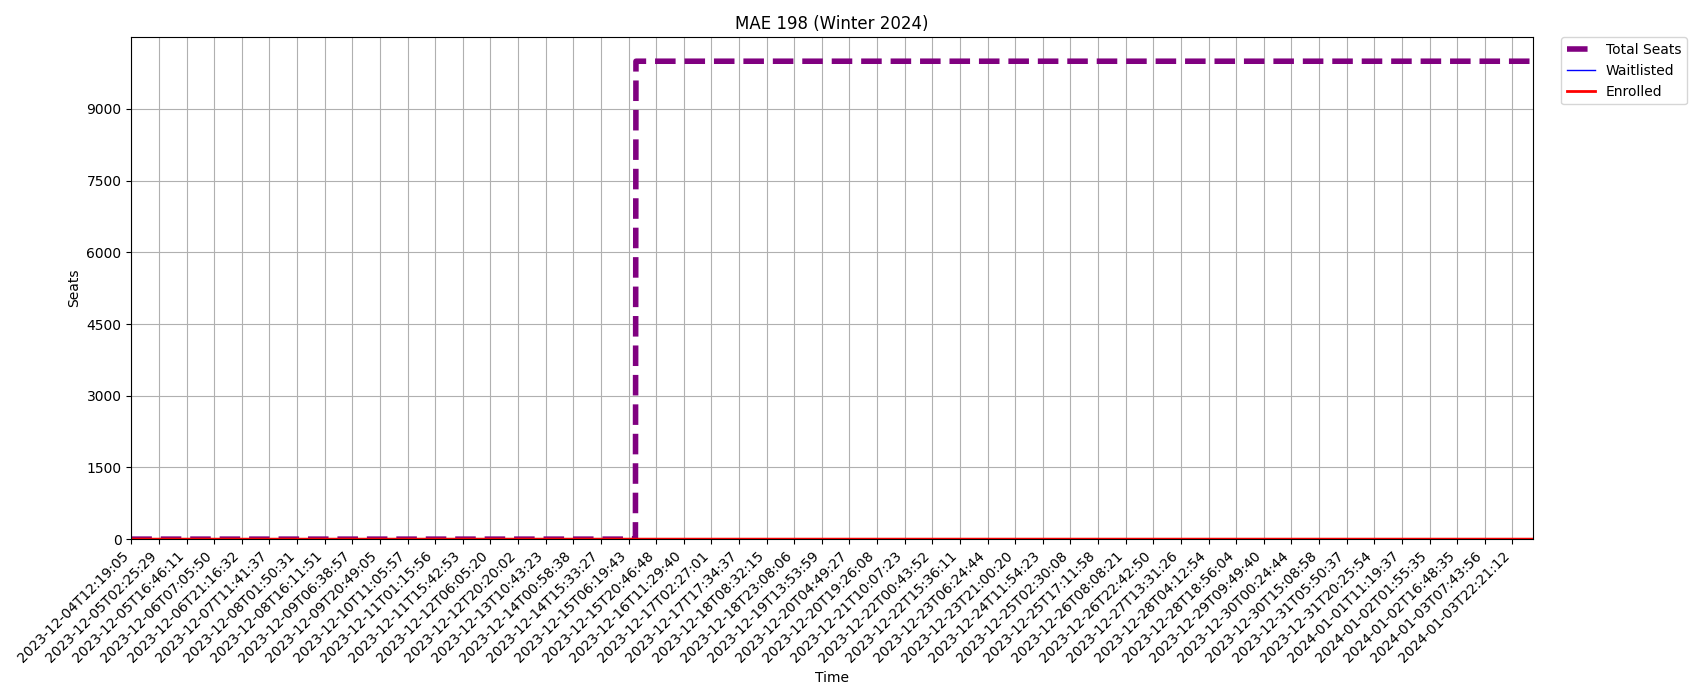 MAE 198 (Winter 2024)
Total Seats
Waitlisted
Enrolled
Seats
9000
7500
6000
4500
3000
1500
0
2023-12-04T12:19:05
2023-12-05T02:25:29
2023-12-05T16:46:11
2023-12-06T07:05:50
2023-12-06T21:16:32
2023-12-07T11:41:37
2023-12-08T01:50:31
2023-12-08T16:11:51
2023-12-09T06:38:57
2023-12-09T20:49:05
2023-12-10T11:05:57
2023-12-11T01:15:56
2023-12-11T15:42:53
2023-12-12T06:05:20
2023-12-12T20:20:02
2023-12-13T10:43:23
2023-12-14T00:58:38
2023-12-14T15:33:27
2023-12-15T06:19:43
2023-12-15T20:46:48
2023-12-16T11:29:40
2023-12-17T02:27:01
2023-12-17T17:34:37
2023-12-18T08:32:15
2023-12-18T23:08:06
2023-12-19T13:53:59
2023-12-20T04:49:27
2023-12-20T19:26:08
2023-12-21T10:07:23
2023-12-22T00:43:52
2023-12-22T15:36:11
2023-12-23T06:24:44
2023-12-23T21:00:20
2023-12-24T11:54:23
2023-12-25T02:30:08
2023-12-25T17:11:58
2023-12-26T08:08:21
2023-12-26T22:42:50
2023-12-27T13:31:26
2023-12-28T04:12:54
2023-12-28T18:56:04
2023-12-29T09:49:40
2023-12-30T00:24:44
2023-12-30T15:08:58
2023-12-31T05:50:37
2023-12-31T20:25:54
2024-01-01T11:19:37
2024-01-02T01:55:35
2024-01-02T16:48:35
2024-01-03T07:43:56
2024-01-03T22:21:12
Time